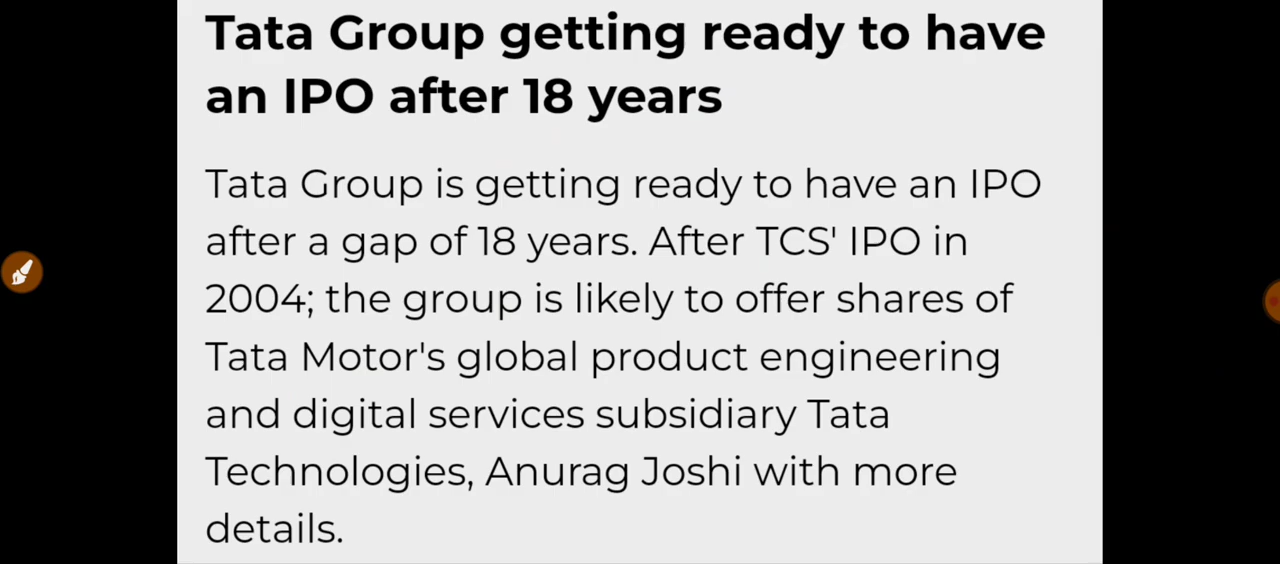 Tata Group getting ready to have
an IPO after 18 years
Tata Group is getting ready to have an IPO
after a gap of 18 years. After TCS' IPO in
2004; the group is likely to offer shares of
Tata Motor's global product engineering
and digital services subsidiary Tata
Technologies, Anurag Joshi with more
details.